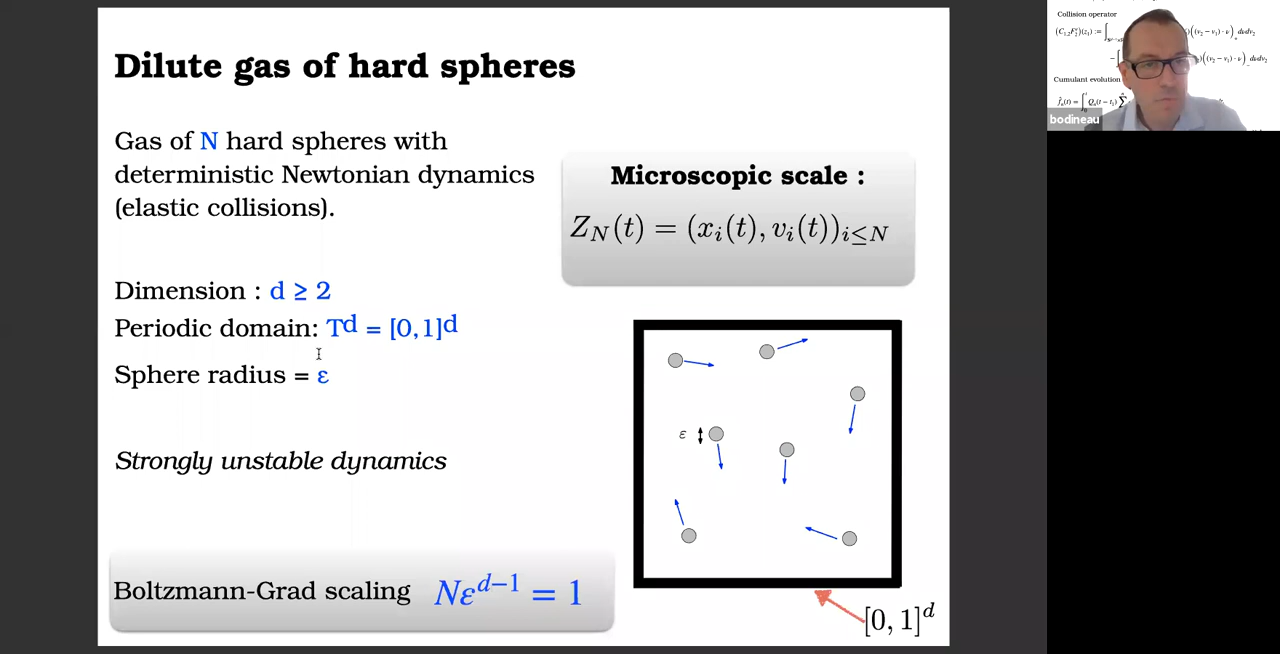 Dilute gas of hard spheres
Gas of N hard spheres with
deterministic Newtonian dynamics
(elastic collisions).
Microscopic scale :
Z_N(t) = (x_i(t), v_i(t))_{i≤N}
Dimension : d ≥ 2
Periodic domain: T^d = [0,1]^d
Sphere radius = ε
Strongly unstable dynamics
ε
Boltzmann-Grad scaling Nε^{d−1} = 1
[0, 1]^d
Collision operator
Cumulant evolution
bodineau